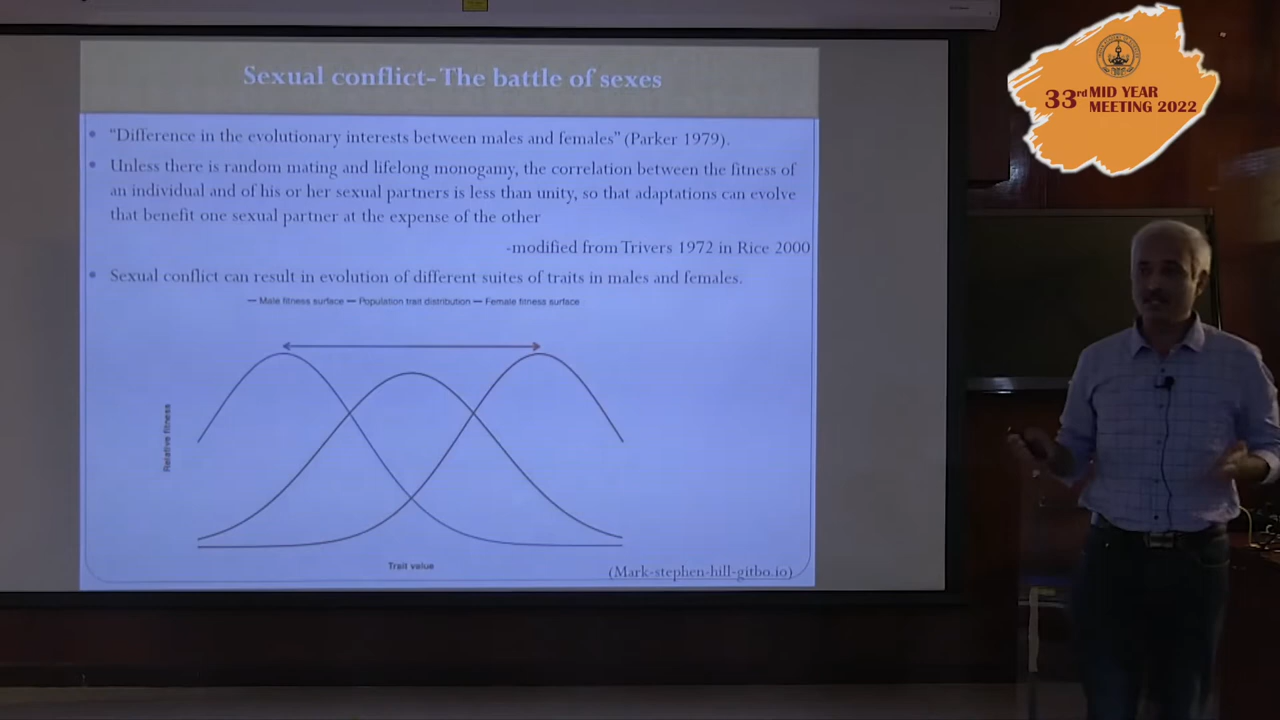 Sexual conflict-The battle of sexes
33rd MID YEAR
MEETING 2022
"Difference in the evolutionary interests between males and females" (Parker 1979).
Unless there is random mating and lifelong monogamy, the correlation between the fitness of
an individual and of his or her sexual partners is less than unity, so that adaptations can evolve
that benefit one sexual partner at the expense of the other
-modified from Trivers 1972 in Rice 2000
Sexual conflict can result in evolution of different suites of traits in males and females.
Male fitness surface Population trait distribution Female fitness surface
Relative fitness
Trait value
(Mark-stephen-hill-gitbo.io)